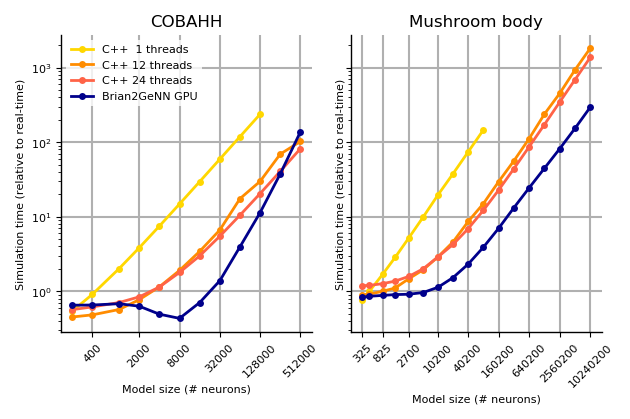 COBAHH
Simulation time (relative to real-time)
10³
10²
10¹
10⁰
C++  1 threads
C++ 12 threads
C++ 24 threads
Brian2GeNN GPU
400
2000
8000
32000
128000
512000
Model size (# neurons)
Mushroom body
Simulation time (relative to real-time)
10³
10²
10¹
10⁰
325
825
2700
10200
40200
160200
640200
2560200
10240200
Model size (# neurons)